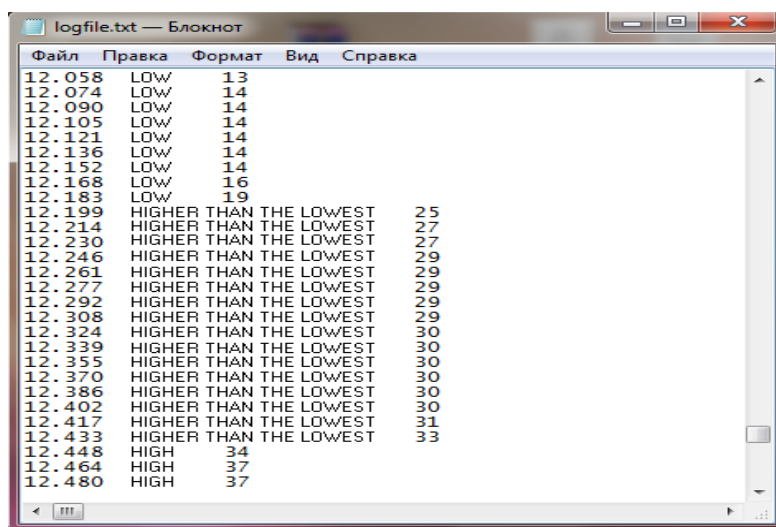 logfile.txt — Блокнот
Файл Правка Формат Вид Справка
12.058 LOW 13
12.074 LOW 14
12.090 LOW 14
12.105 LOW 14
12.121 LOW 14
12.136 LOW 14
12.152 LOW 14
12.168 LOW 16
12.183 LOW 19
12.199 HIGHER THAN THE LOWEST 25
12.214 HIGHER THAN THE LOWEST 27
12.230 HIGHER THAN THE LOWEST 27
12.246 HIGHER THAN THE LOWEST 29
12.261 HIGHER THAN THE LOWEST 29
12.277 HIGHER THAN THE LOWEST 29
12.292 HIGHER THAN THE LOWEST 29
12.308 HIGHER THAN THE LOWEST 29
12.324 HIGHER THAN THE LOWEST 30
12.339 HIGHER THAN THE LOWEST 30
12.355 HIGHER THAN THE LOWEST 30
12.370 HIGHER THAN THE LOWEST 30
12.386 HIGHER THAN THE LOWEST 30
12.402 HIGHER THAN THE LOWEST 30
12.417 HIGHER THAN THE LOWEST 31
12.433 HIGHER THAN THE LOWEST 33
12.448 HIGH 34
12.464 HIGH 37
12.480 HIGH 37